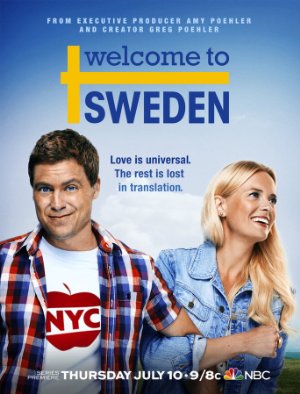 FROM EXECUTIVE PRODUCER AMY POEHLER
AND CREATOR GREG POEHLER
welcome to
SWEDEN
Love is universal.
The rest is lost
in translation.
NYC
SERIES
PREMIERE
THURSDAY JULY 10 • 9/8c NBC